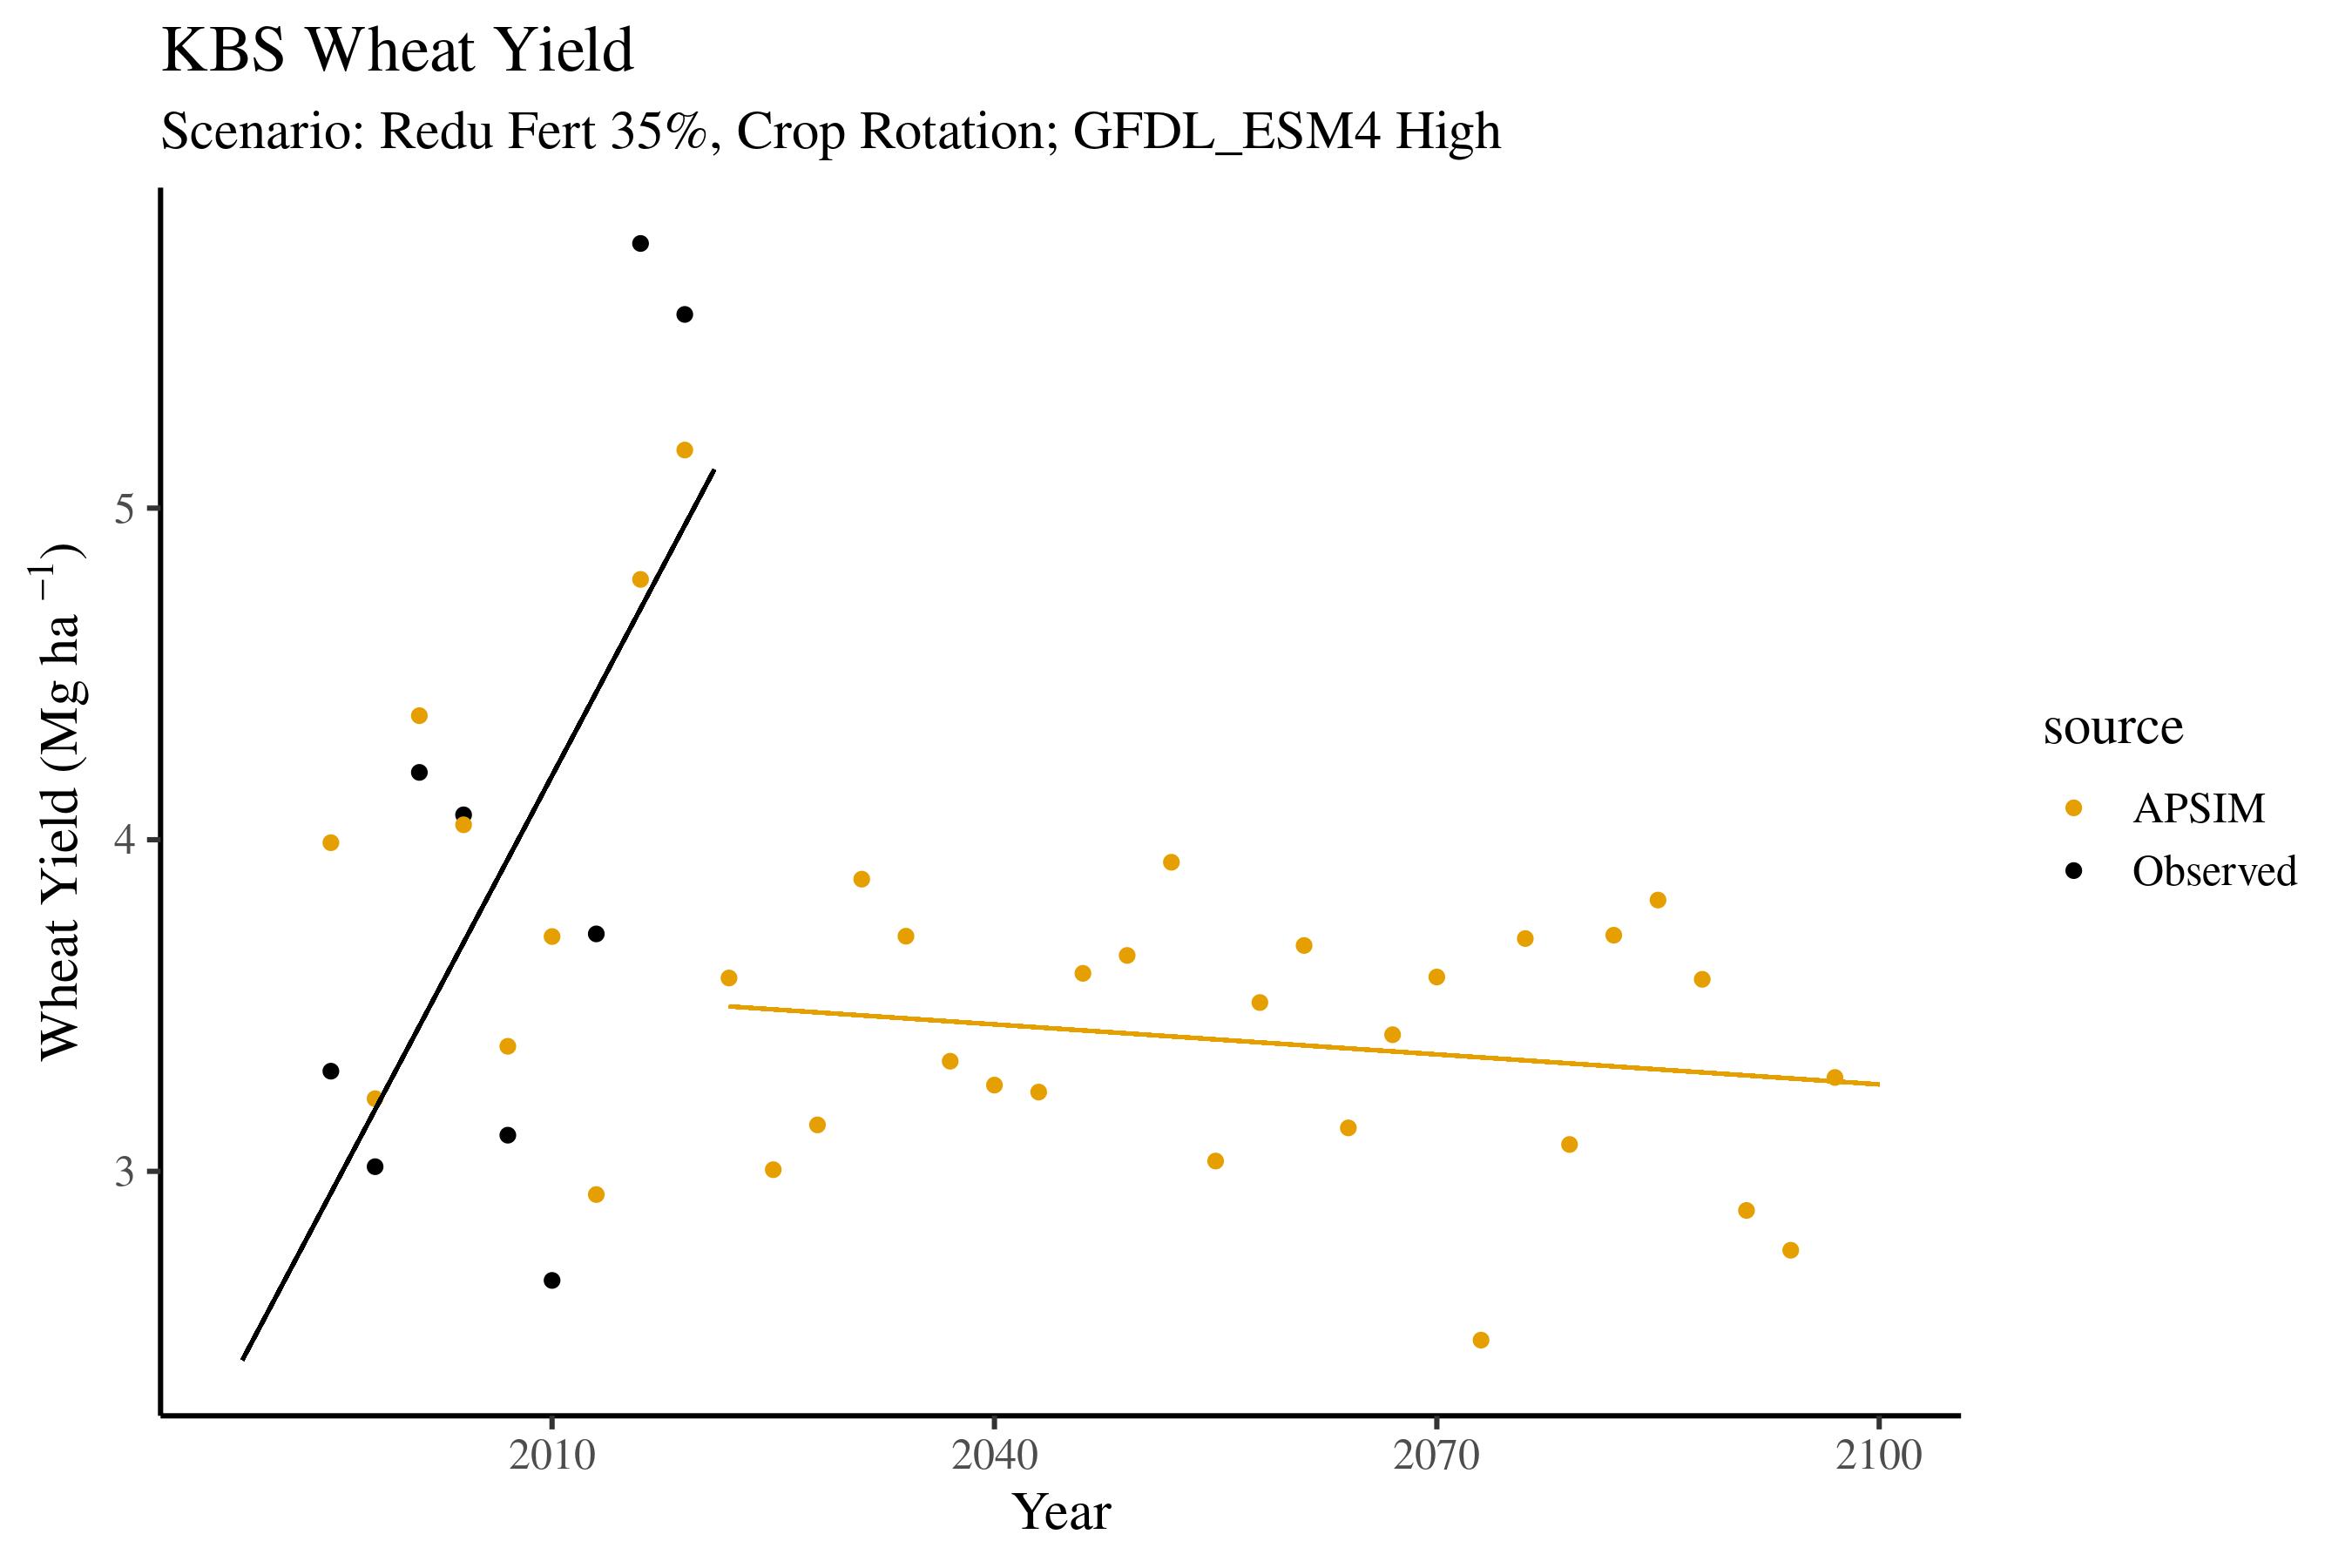 KBS Wheat Yield
Scenario: Redu Fert 35%, Crop Rotation; GFDL_ESM4 High
Wheat Yield (Mg ha −1)
5
4
3
2010
2040
2070
2100
Year
source
APSIM
Observed